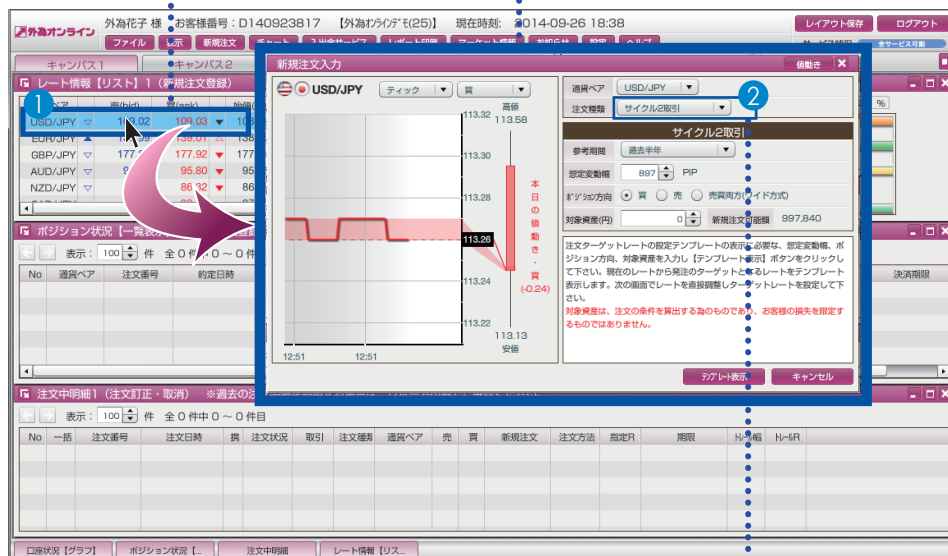 外為オンライン
外為花子 様 お客様番号：D140923817 【外為オンラインデモ(25)】 現在時刻: 2014-09-26 18:38
レイアウト保存 ログアウト
ファイル 表示 新規注文
全サービス可能
キャンバス1 キャンバス2
レート情報【リスト】1（新規注文登録）
1
USD/JPY 109.02 109.03
EUR/JPY
GBP/JPY 177.92
AUD/JPY 95.80
NZD/JPY 86.32
%
ポジション状況
表示: 100 件 全0件中0～0件
No 通貨ペア 注文番号 約定日時
決済期限
新規注文入力
値動き
USD/JPY ティック 買
113.32
113.30
113.28
113.26
113.24
113.22
12:51 12:51
高値
113.58
本日の値動き・買
(-0.24)
113.13
安値
通貨ペア USD/JPY
注文種類 サイクル2取引
2
サイクル2取引
参考期間 過去半年
想定変動幅 897 PIP
ポジション方向 買 売 売買両方(ワイド方式)
対象資産(円) 0 新規注文可能額 997,840
注文ターゲットレートの設定テンプレートの表示に必要な、想定変動幅、ポ
ジション方向、対象資産を入力し【テンプレート表示】ボタンをクリックし
て下さい。現在のレートから発注のターゲットとなるレートをテンプレート
表示します。次の画面でレートを直接調整しターゲットレートを設定して下
さい。
対象資産は、注文の条件を算出する為のものであり、お客様の損失を限定す
るものではありません。
テンプレート表示 キャンセル
注文中明細1（注文訂正・取消）
表示: 100 件 全0件中0～0件目
No 一括 注文番号 注文日時 携 注文状況 取引 注文種類 通貨ペア 売 買 新規注文 注文方法 指定R 期限 トレール幅 トレールR
口座状況【グラフ】 ポジション状況【... 注文中明細 レート情報【リス...